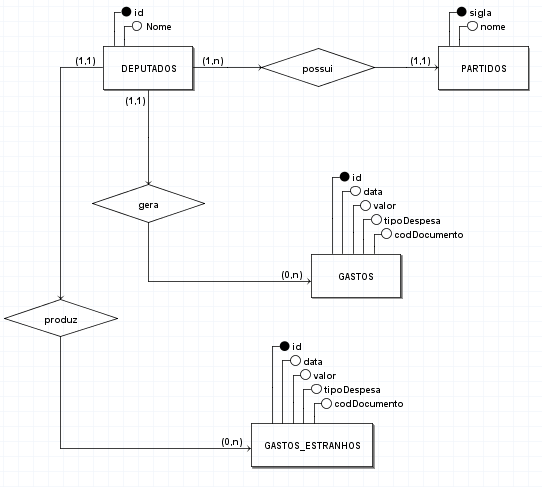 id
Nome
sigla
nome
(1,1)
DEPUTADOS
(1,n)
possui
(1,1)
PARTIDOS
(1,1)
id
data
valor
tipoDespesa
codDocumento
gera
(0,n)
GASTOS
produz
id
data
valor
tipoDespesa
codDocumento
(0,n)
GASTOS_ESTRANHOS